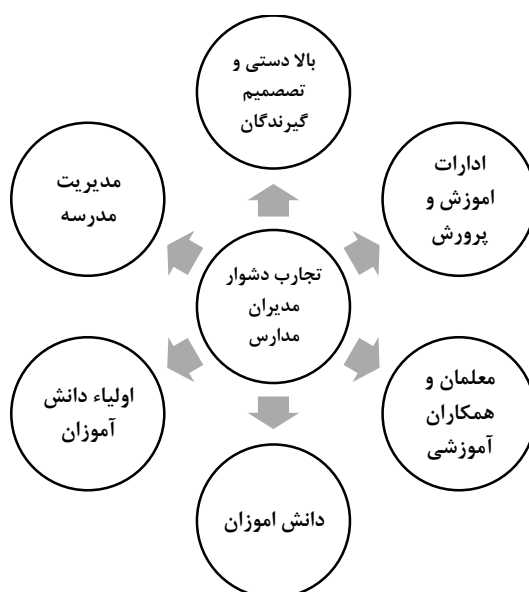 بالا دستی و
تصصمیم
گیرندگان
ادارات
اموزش و
پرورش
مدیریت
مدرسه
تجارب دشوار
مدیران
مدارس
معلمان و
همکاران
آموزشی
اولیاء دانش
آموزان
دانش اموزان